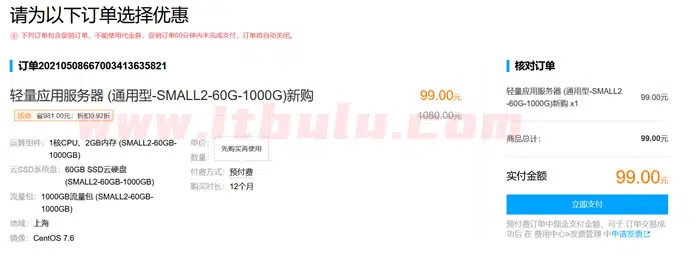 请为以下订单选择优惠
下列订单包含促销订单，不能使用代金券，促销订单60分钟内未完成支付，订单将自动关闭。
订单20210508667003413635821
轻量应用服务器 (通用型-SMALL2-60G-1000G)新购
99.00元
活动 省981.00元；折扣0.92折
1080.00元
运算组件： 1核CPU、2GB内存 (SMALL2-60GB-
1000GB)
云SSD系统盘： 60GB SSD云硬盘
(SMALL2-60GB-1000GB)
流量包： 1000GB流量包 (SMALL2-60GB-
1000GB)
地域： 上海
镜像： CentOS 7.6
单价：
先购买再使用
数量：
付费方式： 预付费
购买时长： 12个月
核对订单
轻量应用服务器 (通用型-SMALL2
-60G-1000G)新购 x1
99.00元
商品总计：
99.00元
实付金额
99.00元
立即支付
预付费订单中现金支付金额，可于 订单交易成
功后 在 费用中心>发票管理 中申请发票
www.itbulu.com